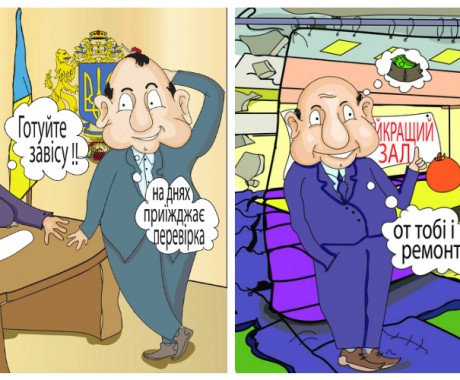 Готуйте
завісу !!
на днях
приїжджає
перевірка
ЙКРАЩИЙ
ЗАЛ
от тобі і
ремонт